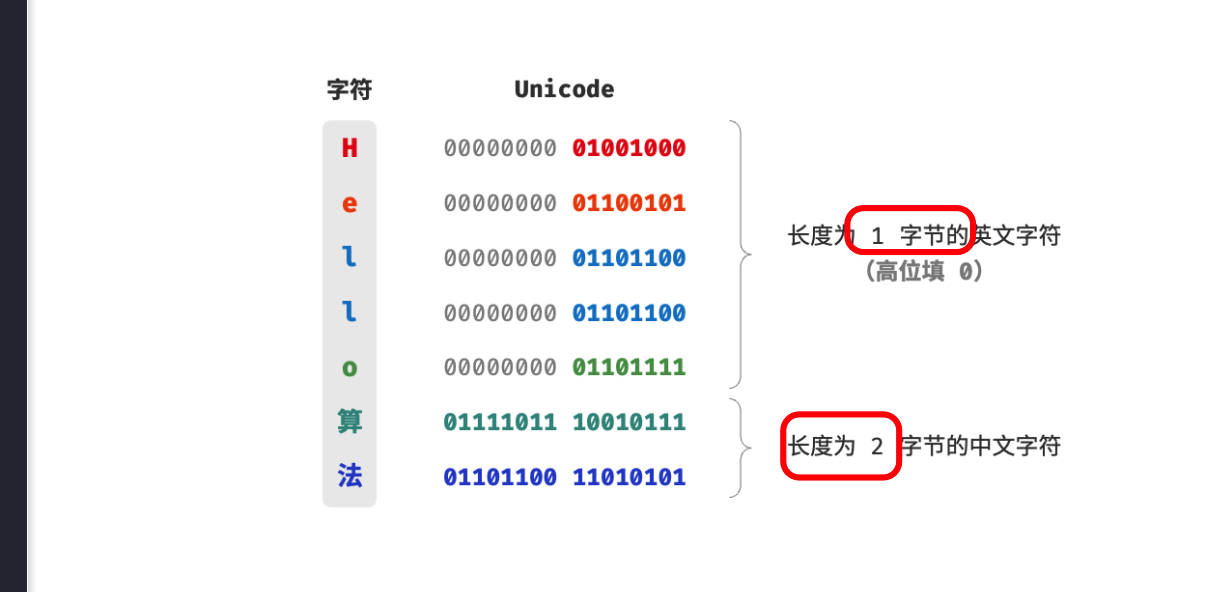 字符 Unicode
H 00000000 01001000
e 00000000 01100101
l 00000000 01101100
l 00000000 01101100
o 00000000 01101111
长度为 1 字节的英文字符
(高位填 0)
算 01111011 10010111
法 01101100 11010101
长度为 2 字节的中文字符